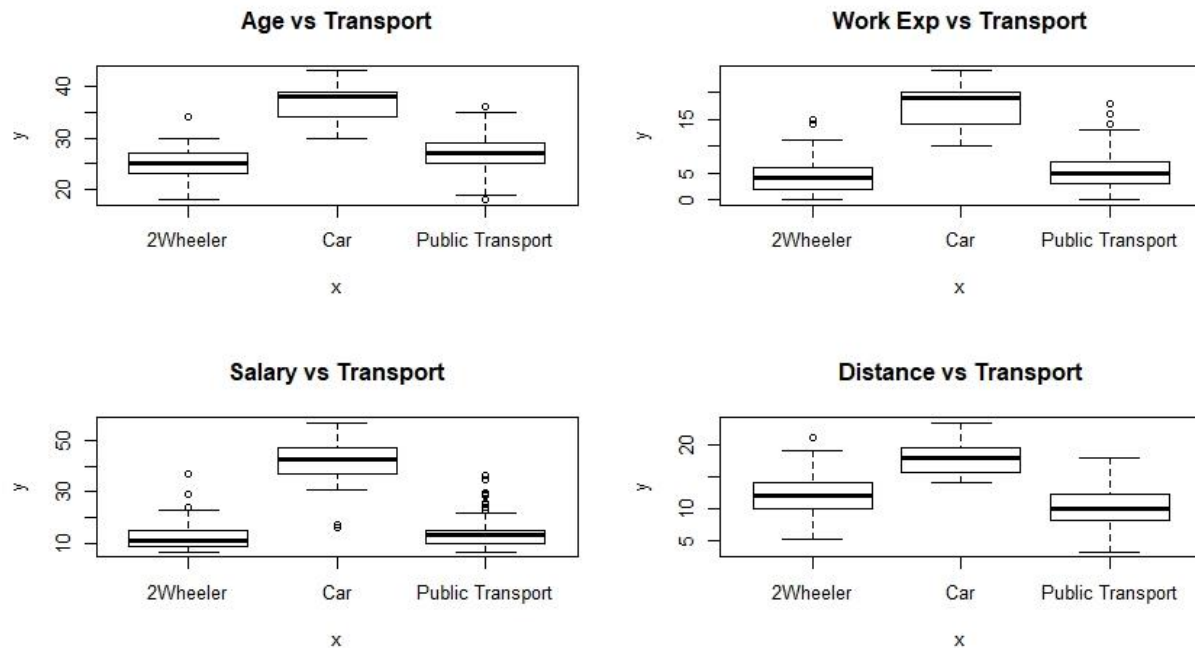 Age vs Transport
y
40
30
20
2Wheeler
Car
Public Transport
x
Work Exp vs Transport
y
15
5
0
2Wheeler
Car
Public Transport
x
Salary vs Transport
y
50
30
10
2Wheeler
Car
Public Transport
x
Distance vs Transport
y
20
10
5
2Wheeler
Car
Public Transport
x